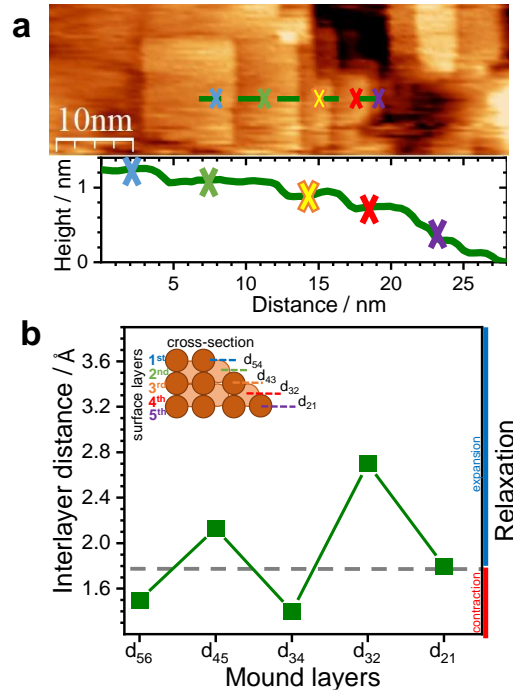 a
10nm
Height / nm
1
0
5 10 15 20 25
Distance / nm
b
cross-section
surface layers
1st
2nd
3rd
4th
5th
d54
d43
d32
d21
Interlayer distance / Å
3.6
3.2
2.8
2.4
2.0
1.6
d56 d45 d34 d32 d21
Mound layers
expansion
contraction
Relaxation